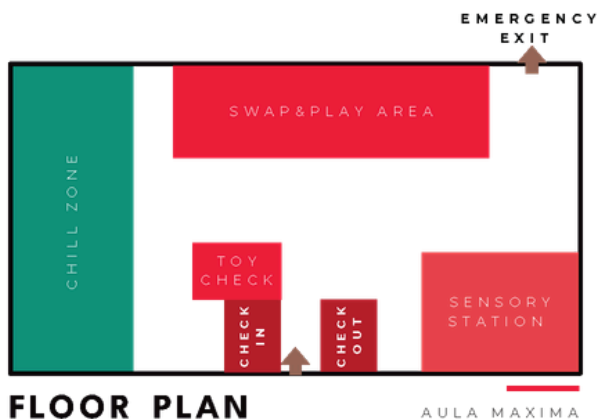 EMERGENCY
EXIT
SWAP&PLAY AREA
CHILL ZONE
TOY
CHECK
CHECK
IN
CHECK
OUT
SENSORY
STATION
FLOOR PLAN
AULA MAXIMA